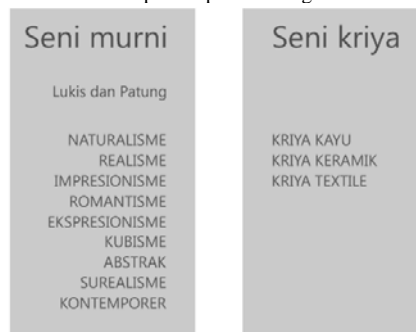 Seni murni
Lukis dan Patung
NATURALISME
REALISME
IMPRESIONISME
ROMANTISME
EKSPRESIONISME
KUBISME
ABSTRAK
SUREALISME
KONTEMPORER
Seni kriya
KRIYA KAYU
KRIYA KERAMIK
KRIYA TEXTILE